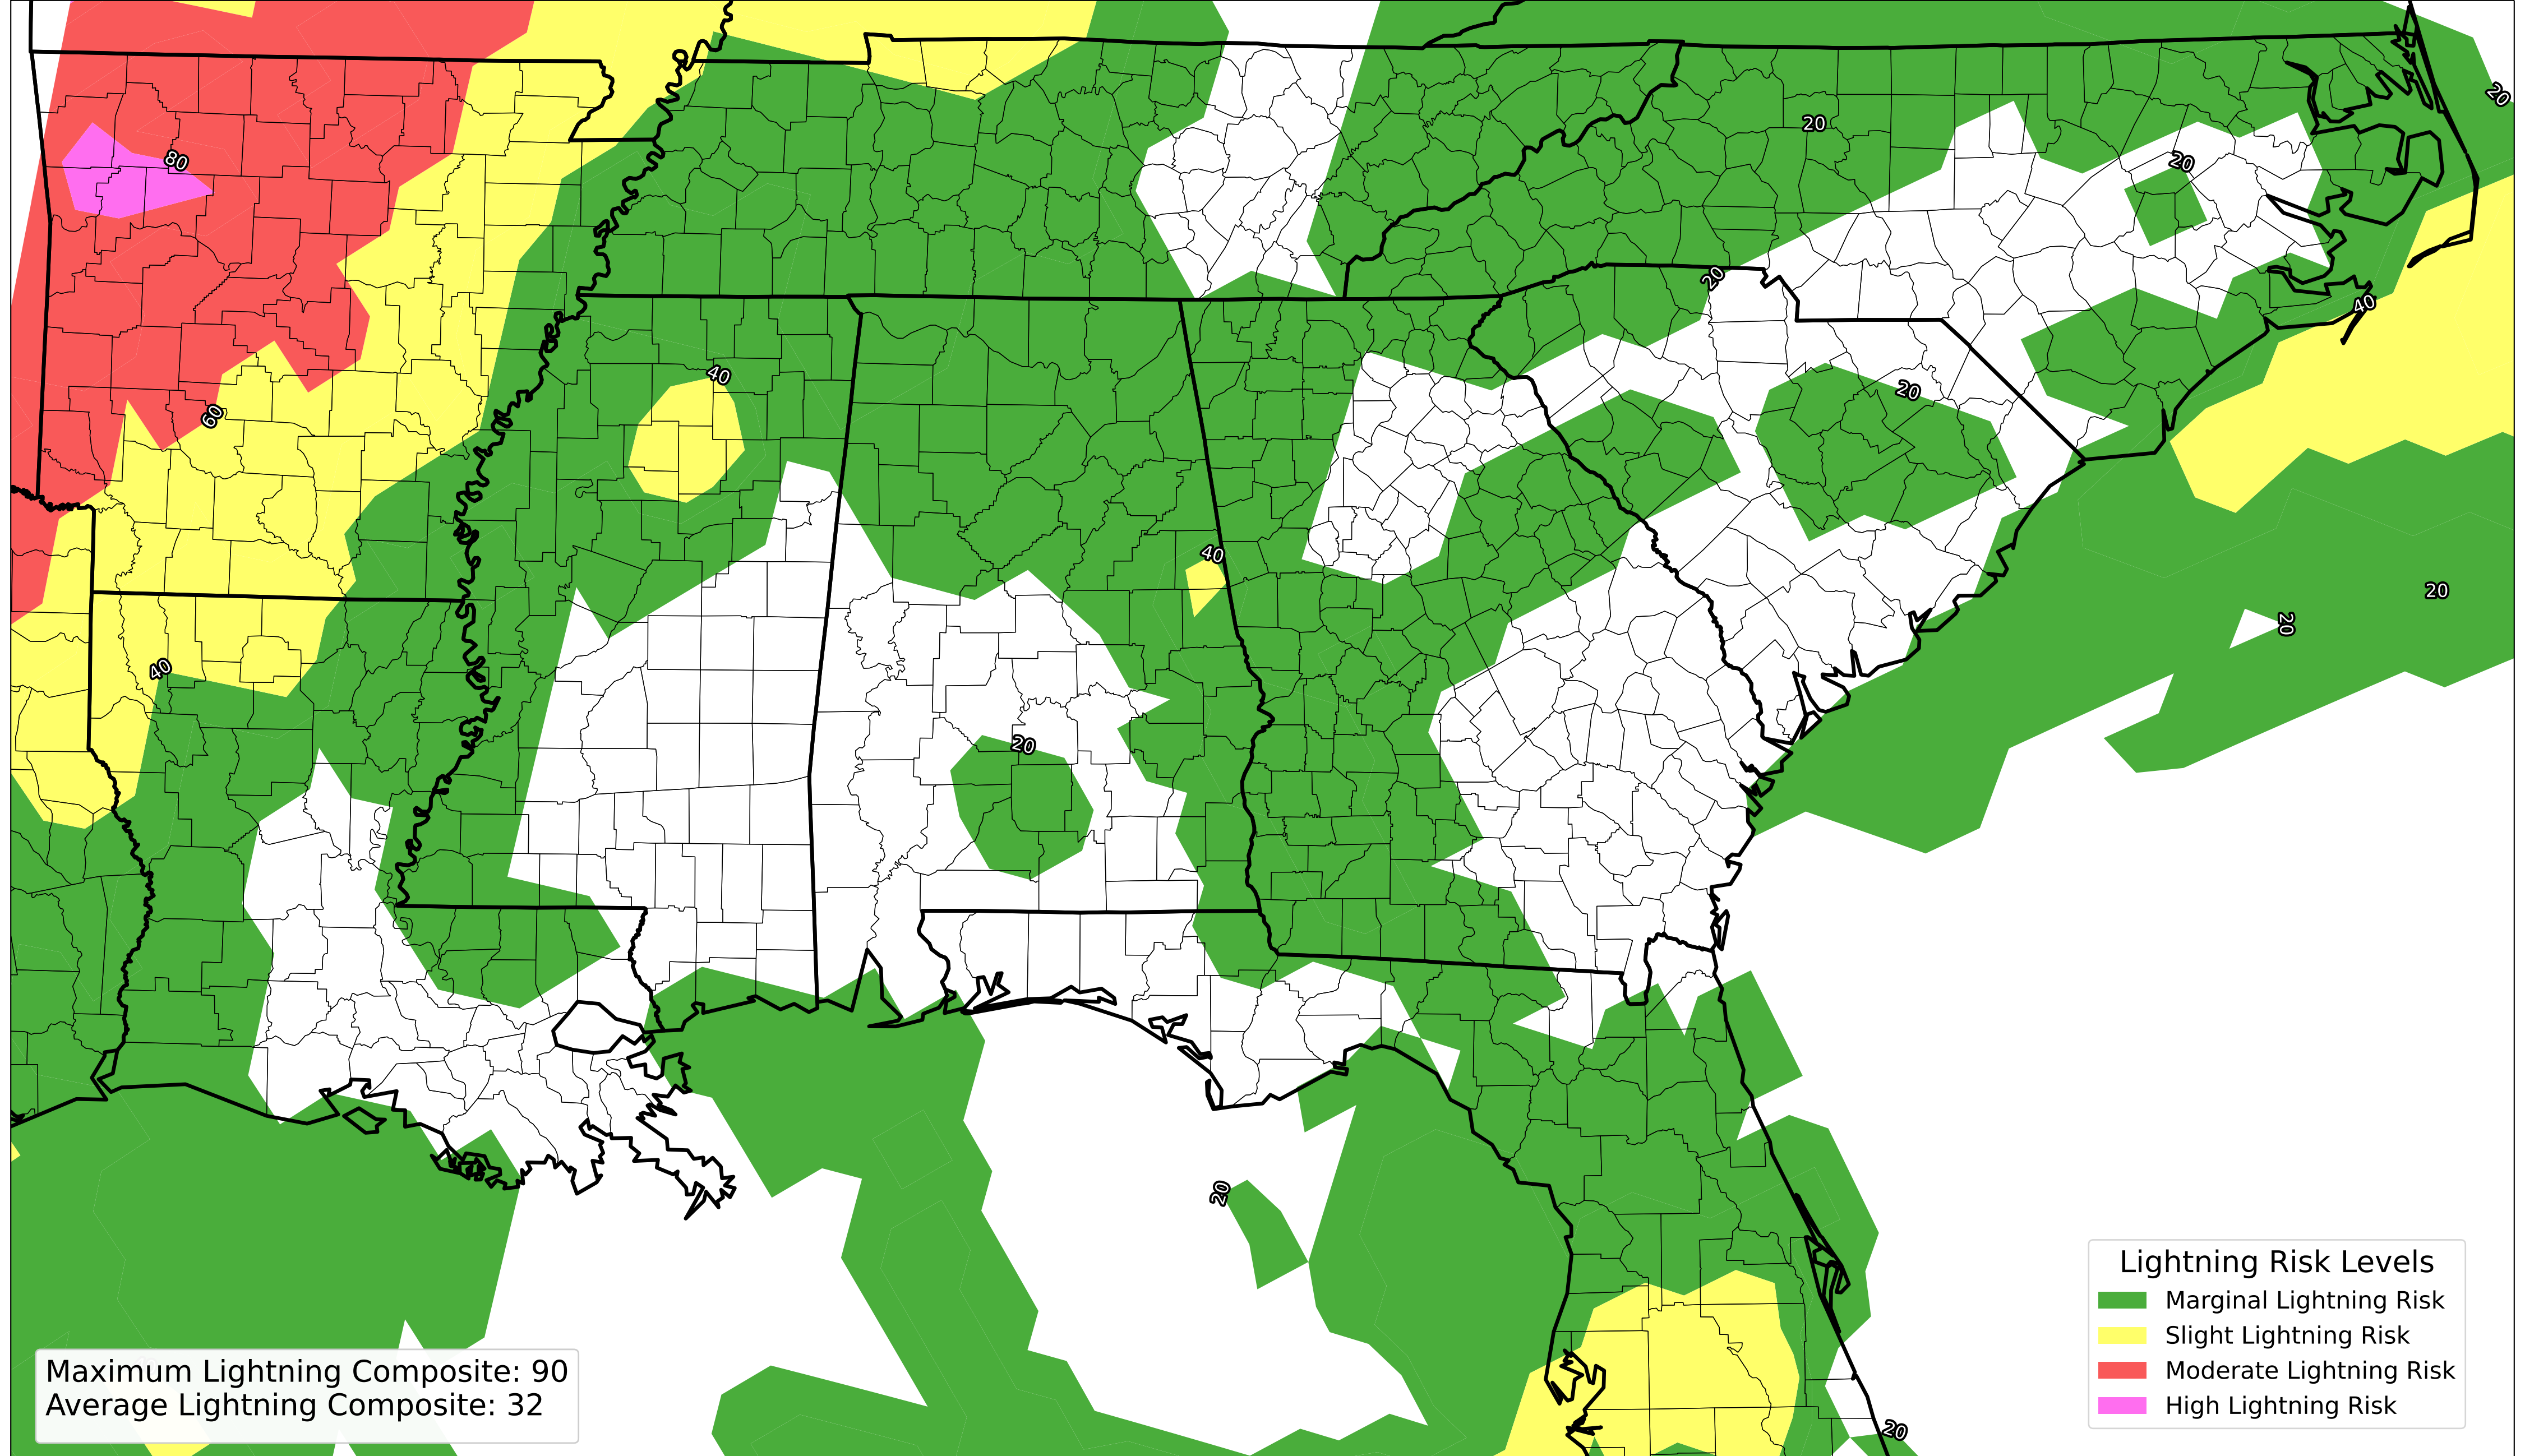 20
20
80
20
20
40
40
20
60
40
20
20
40
20
20
20
Lightning Risk Levels
Marginal Lightning Risk
Slight Lightning Risk
Moderate Lightning Risk
High Lightning Risk
Maximum Lightning Composite: 90
Average Lightning Composite: 32
20